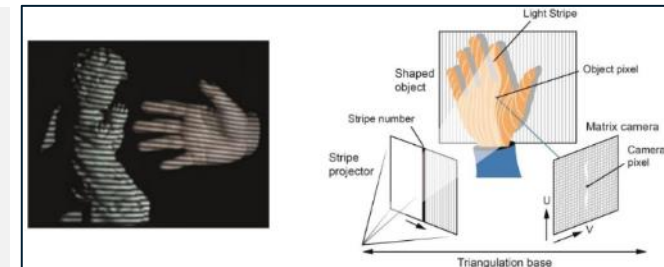 Light Stripe
Shaped
object
Object pixel
Stripe number
Matrix camera
Stripe
projector
Camera
pixel
U
V
Triangulation base